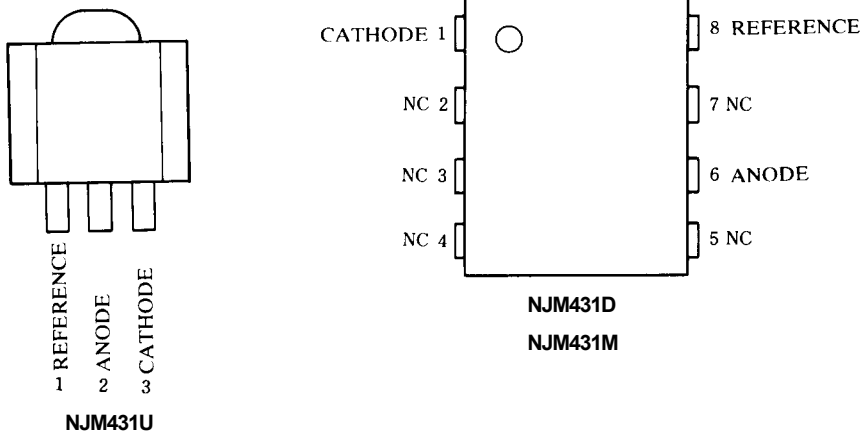 CATHODE 1
8 REFERENCE
NC 2
7 NC
NC 3
6 ANODE
NC 4
5 NC
NJM431D
NJM431M
1 REFERENCE
2 ANODE
3 CATHODE
NJM431U